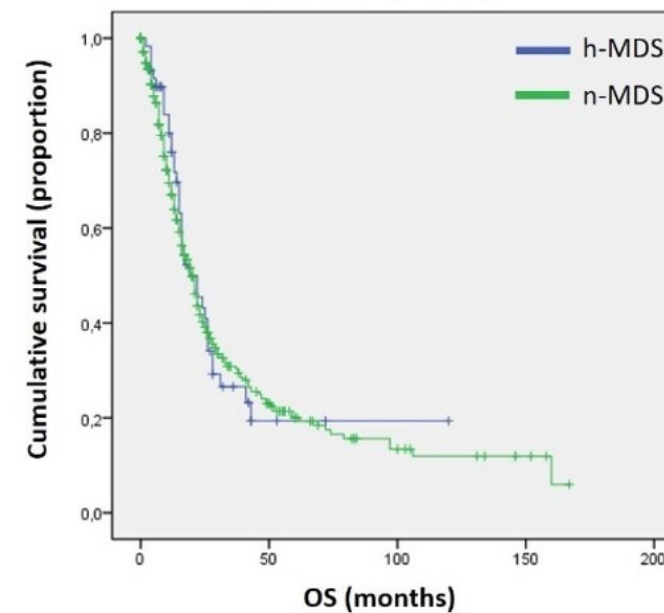 h-MDS
n-MDS
Cumulative survival (proportion)
1,0
0,8
0,6
0,4
0,2
0,0
0
50
100
150
200
OS (months)